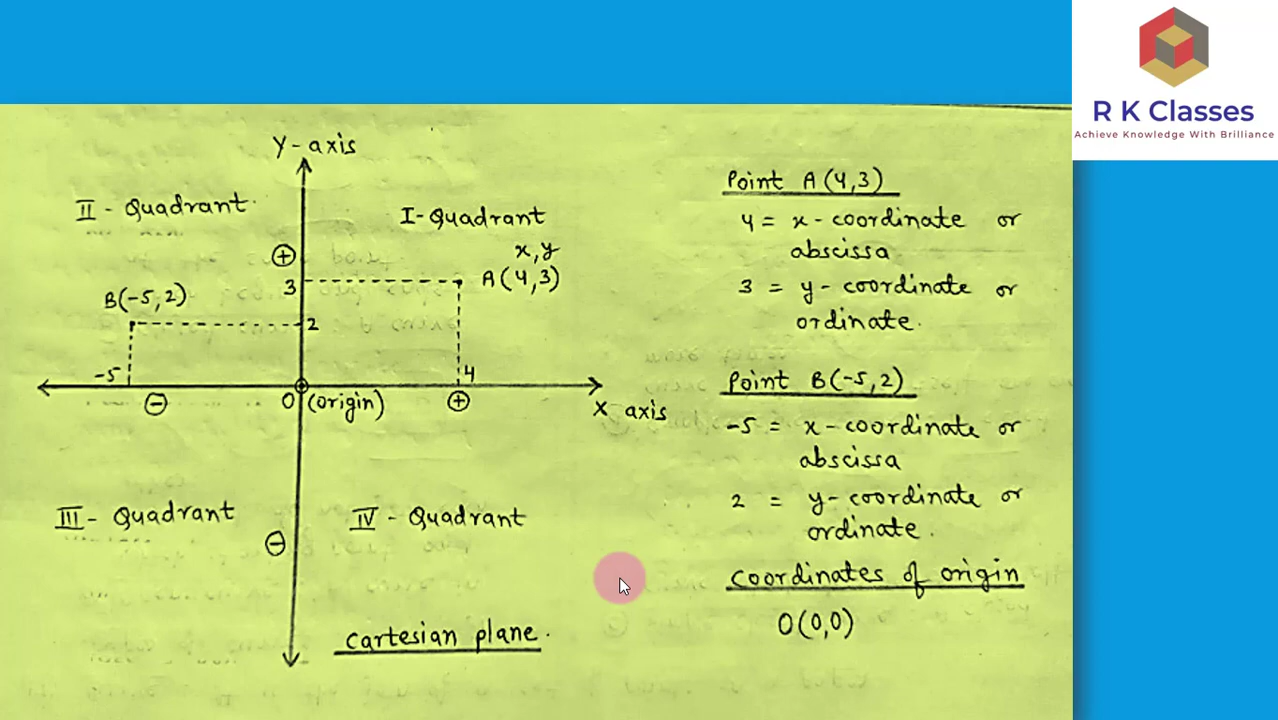 R K Classes
Achieve Knowledge With Brilliance
Y-axis
II - Quadrant
I-Quadrant
+
x, y
3
A(4,3)
B(-5,2)
2
-5
4
-
O (origin)
+
X axis
III - Quadrant
IV - Quadrant
-
cartesian plane.
Point A(4,3)
4 = x-coordinate or
abscissa
3 = y-coordinate or
ordinate.
Point B(-5,2)
-5 = x-coordinate or
abscissa
2 = y-coordinate or
ordinate.
coordinates of origin
O(0,0)